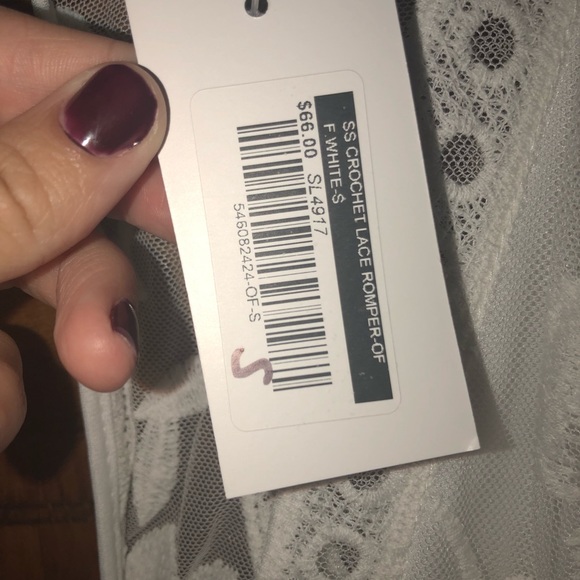 SS CROCHET LACE ROMPER-OF
F.WHITE-S
$66.00 SL4917
546082424-OF-S
S